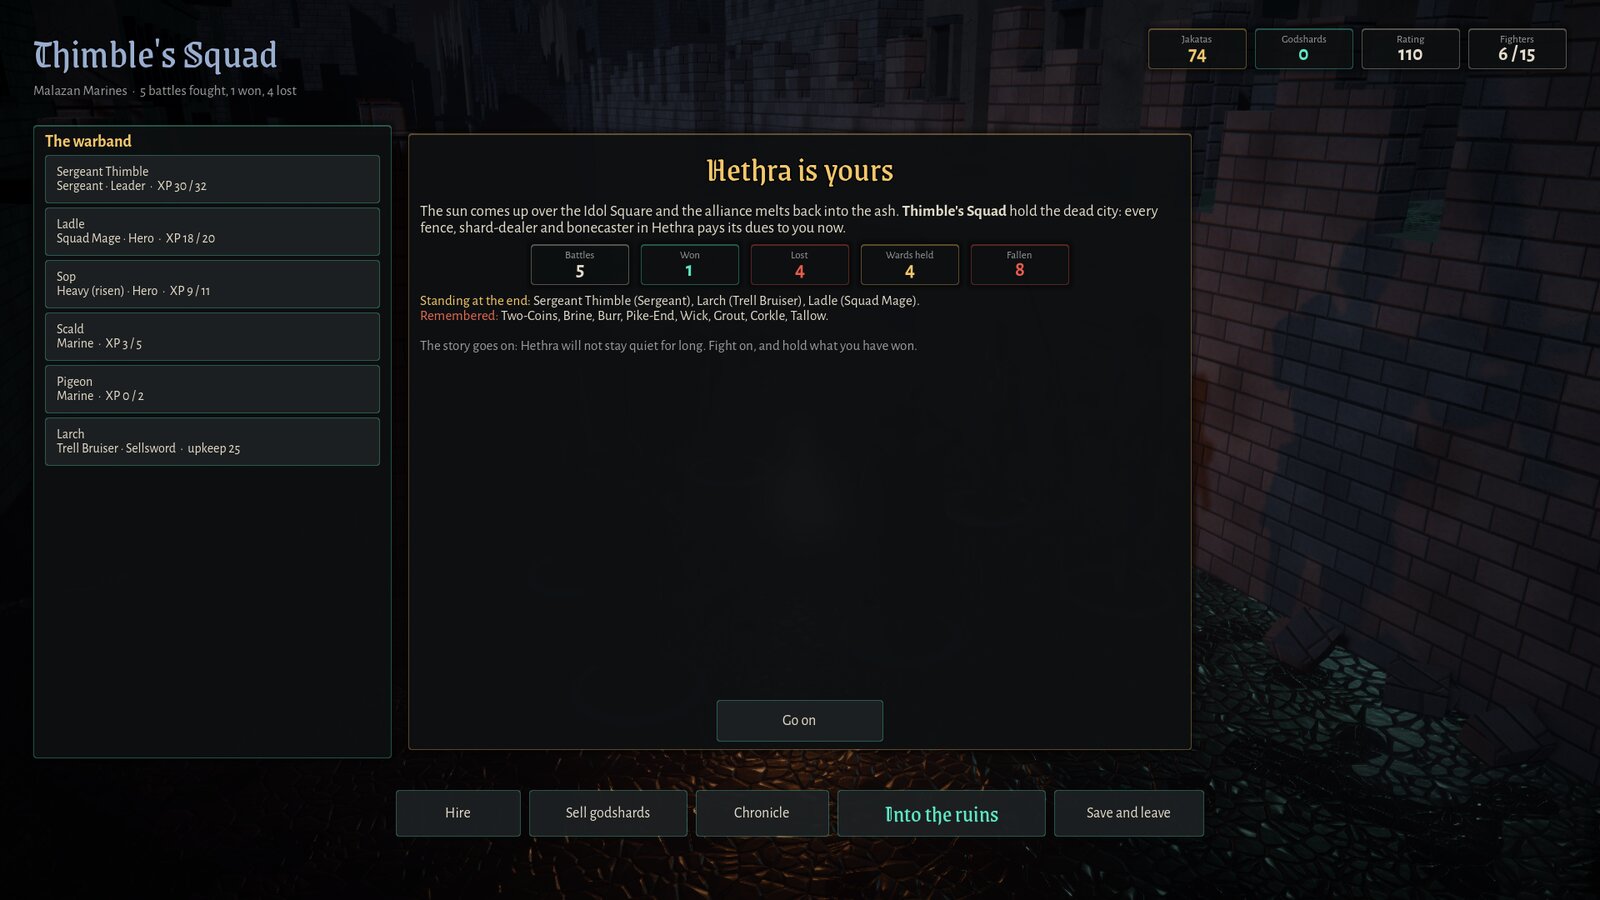 Thimble's Squad
Malazan Marines · 5 battles fought, 1 won, 4 lost
Jakatas
74
Godshards
0
Rating
110
Fighters
6 / 15
The warband
Sergeant Thimble
Sergeant · Leader · XP 30 / 32
Ladle
Squad Mage · Hero · XP 18 / 20
Sop
Heavy (risen) · Hero · XP 9 / 11
Scald
Marine · XP 3 / 5
Pigeon
Marine · XP 0 / 2
Larch
Trell Bruiser · Sellsword · upkeep 25
Hethra is yours
The sun comes up over the Idol Square and the alliance melts back into the ash. Thimble's Squad hold the dead city: every
fence, shard-dealer and bonecaster in Hethra pays its dues to you now.
Battles
5
Won
1
Lost
4
Wards held
4
Fallen
8
Standing at the end: Sergeant Thimble (Sergeant), Larch (Trell Bruiser), Ladle (Squad Mage).
Remembered: Two-Coins, Brine, Burr, Pike-End, Wick, Grout, Corkle, Tallow.
The story goes on: Hethra will not stay quiet for long. Fight on, and hold what you have won.
Go on
Hire
Sell godshards
Chronicle
Into the ruins
Save and leave